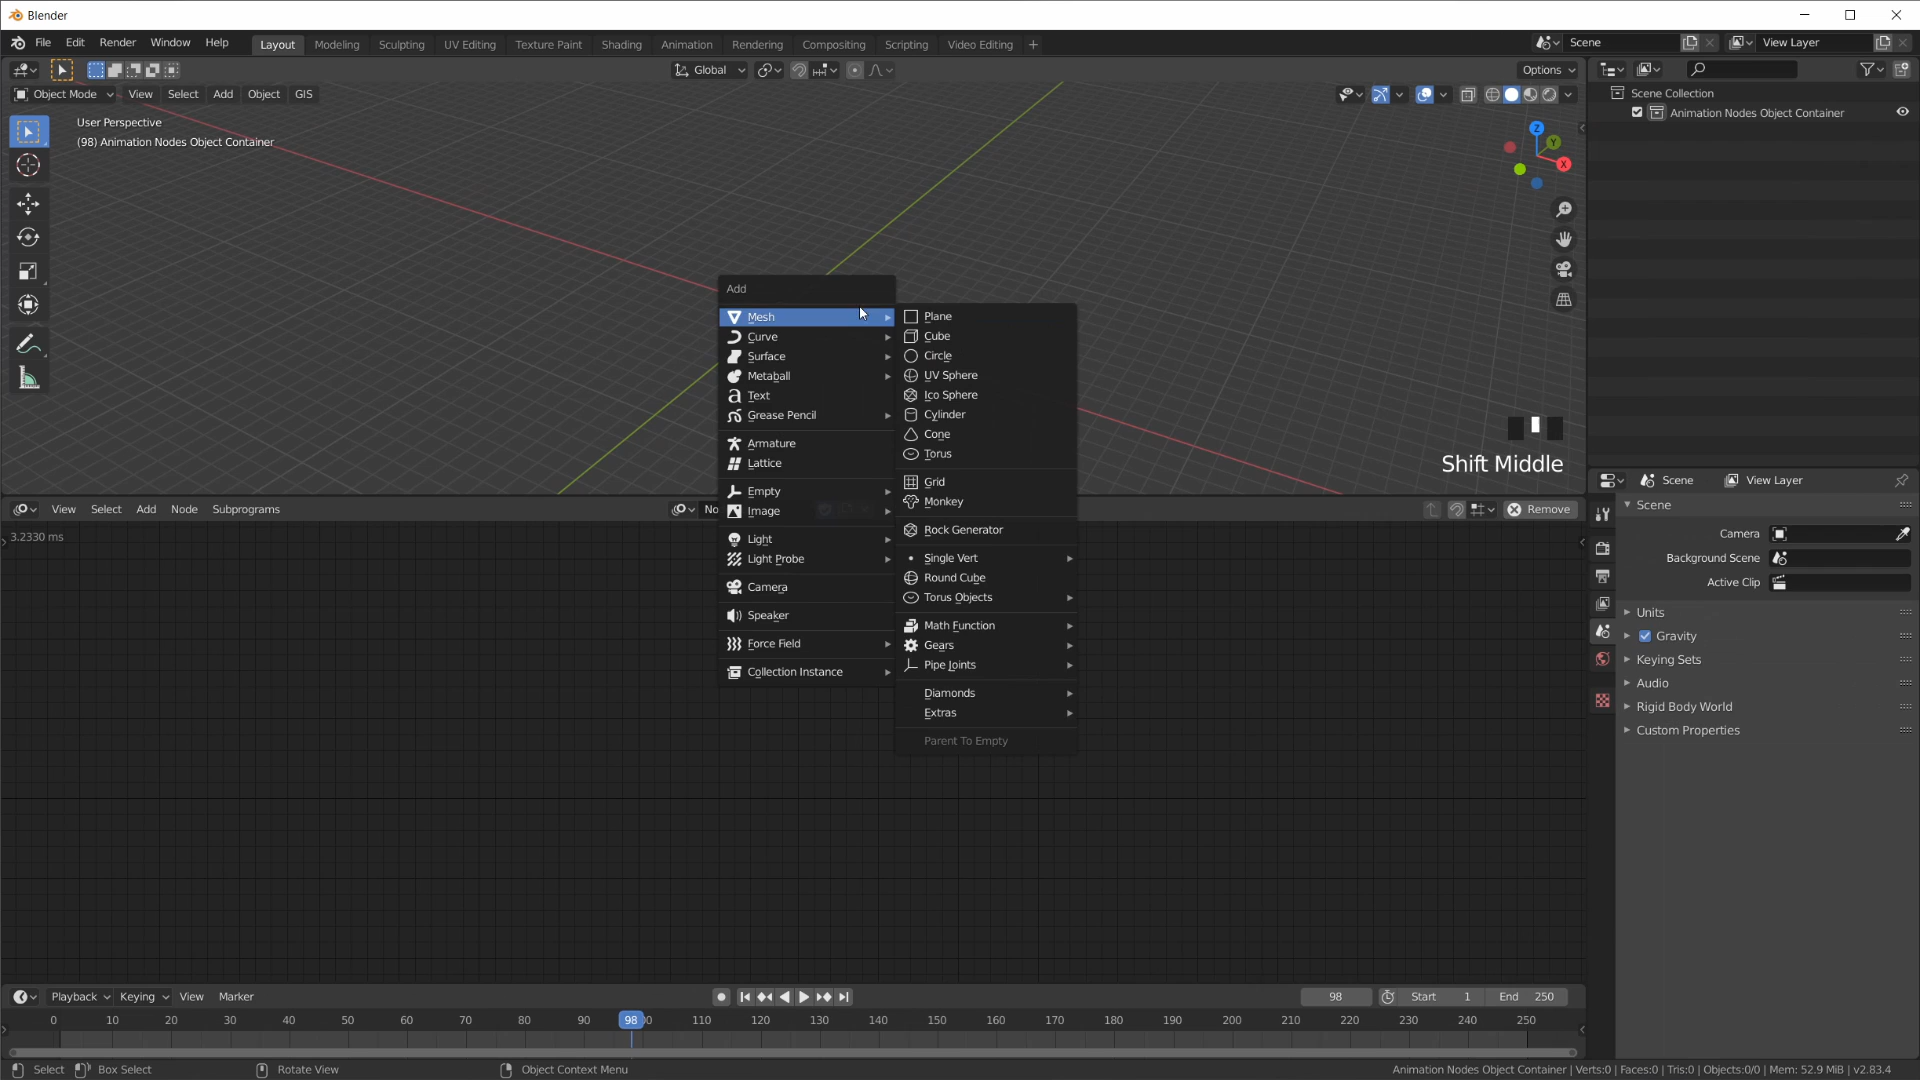 Blender
File Edit Render Window Help Layout Modeling Sculpting UV Editing Texture Paint Shading Animation Rendering Compositing Scripting Video Editing + Scene View Layer
Global Options
Object Mode View Select Add Object GIS
User Perspective
(98) Animation Nodes Object Container
Z
Y
X
Scene Collection
Animation Nodes Object Container
Add
Mesh
Curve
Surface
Metaball
Text
Grease Pencil
Armature
Lattice
Empty
Image
Light
Light Probe
Camera
Speaker
Force Field
Collection Instance
Plane
Cube
Circle
UV Sphere
Ico Sphere
Cylinder
Cone
Torus
Grid
Monkey
Rock Generator
Single Vert
Round Cube
Torus Objects
Math Function
Gears
Pipe Joints
Diamonds
Extras
Parent To Empty
Shift Middle
View Select Add Node Subprograms No Remove
3.2330 ms
Scene View Layer
Scene
Camera
Background Scene
Active Clip
Units
Gravity
Keying Sets
Audio
Rigid Body World
Custom Properties
Playback Keying View Marker 98 Start 1 End 250
0 10 20 30 40 50 60 70 80 90 98 110 120 130 140 150 160 170 180 190 200 210 220 230 240 250
Select Box Select Rotate View Object Context Menu Animation Nodes Object Container | Verts:0 | Faces:0 | Tris:0 | Objects:0/0 | Mem: 52.9 MiB | v2.83.4